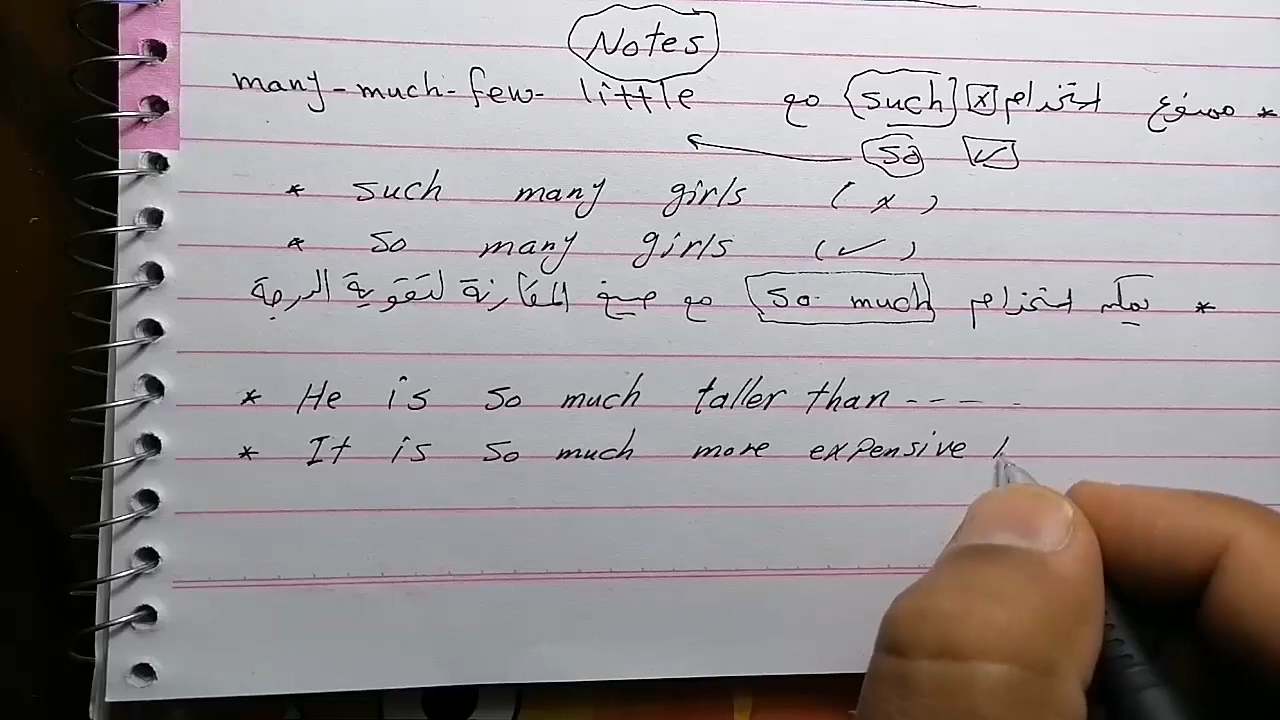 Notes
* ممنوع استخدام [x] {such} مع many - much - few - little
[✓] so ←
* such many girls (x)
* so many girls (✓)
* يمكن استخدام so much مع صيغ المقارنة لتقوية الدرجة
* He is so much taller than ----
* It is so much more expensive